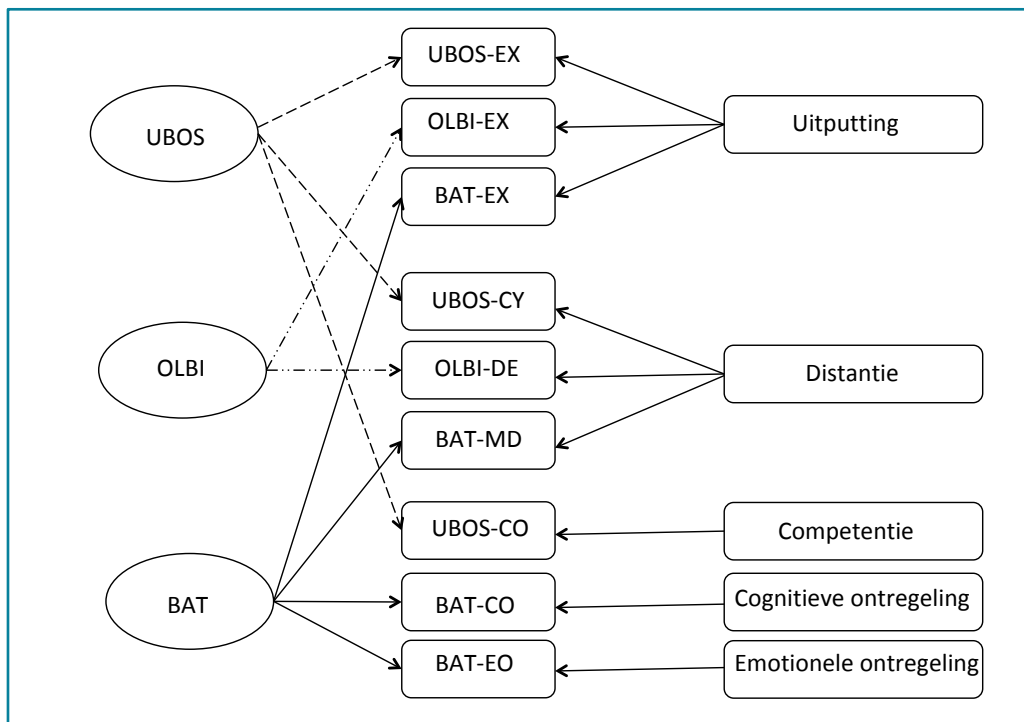 UBOS-EX
OLBI-EX
BAT-EX
UBOS
Uitputting
UBOS-CY
OLBI-DE
BAT-MD
OLBI
Distantie
UBOS-CO
BAT-CO
BAT-EO
BAT
Competentie
Cognitieve ontregeling
Emotionele ontregeling